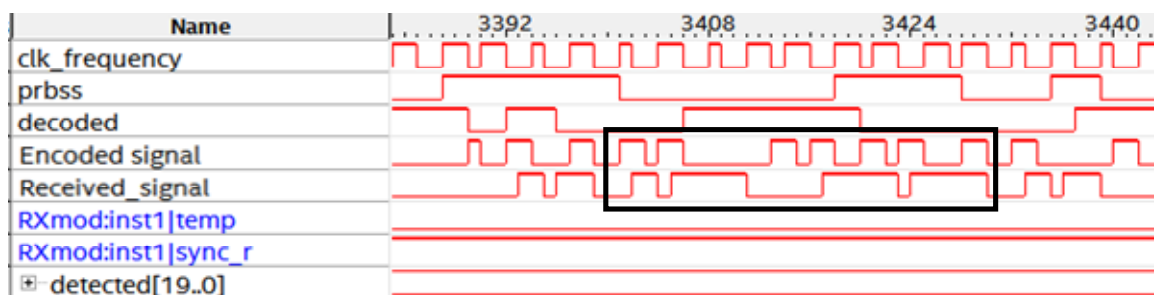 Name 3392 3408 3424 3440
clk_frequency
prbss
decoded
Encoded signal
Received_signal
RXmod:inst1|temp
RXmod:inst1|sync_r
detected[19..0]